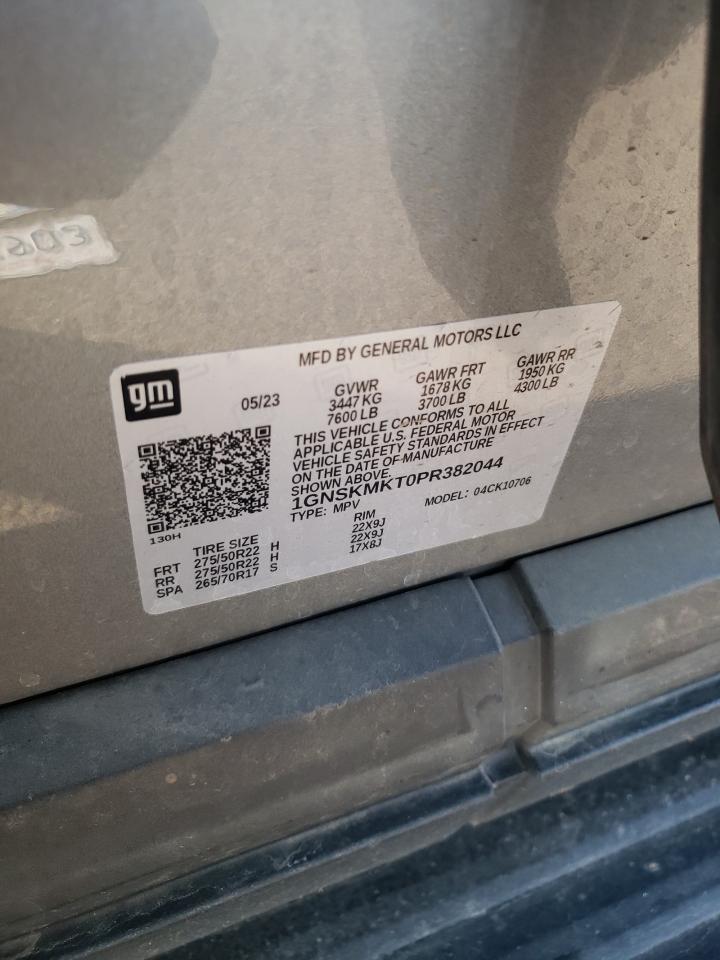 gm
MFD BY GENERAL MOTORS LLC
05/23
GVWR GAWR FRT GAWR RR
3447 KG 1678 KG 1950 KG
7600 LB 3700 LB 4300 LB
THIS VEHICLE CONFORMS TO ALL
APPLICABLE U.S. FEDERAL MOTOR
VEHICLE SAFETY STANDARDS IN EFFECT
ON THE DATE OF MANUFACTURE
SHOWN ABOVE.
1GNSKMKT0PR382044
TYPE: MPV MODEL: 04CK10706
130H
TIRE SIZE RIM
FRT 275/50R22 H 22X9J
RR 275/50R22 H 22X9J
SPA 265/70R17 S 17X8J